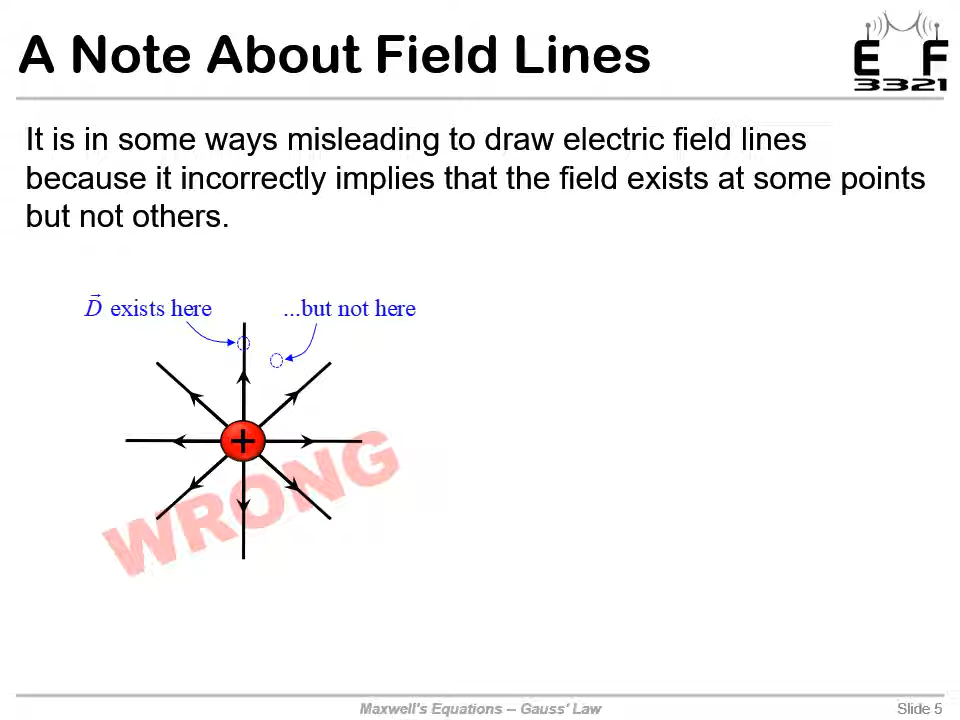 A Note About Field Lines
E F
3321
It is in some ways misleading to draw electric field lines
because it incorrectly implies that the field exists at some points
but not others.
D⃗ exists here
...but not here
+
WRONG
Maxwell's Equations -- Gauss' Law
Slide 5